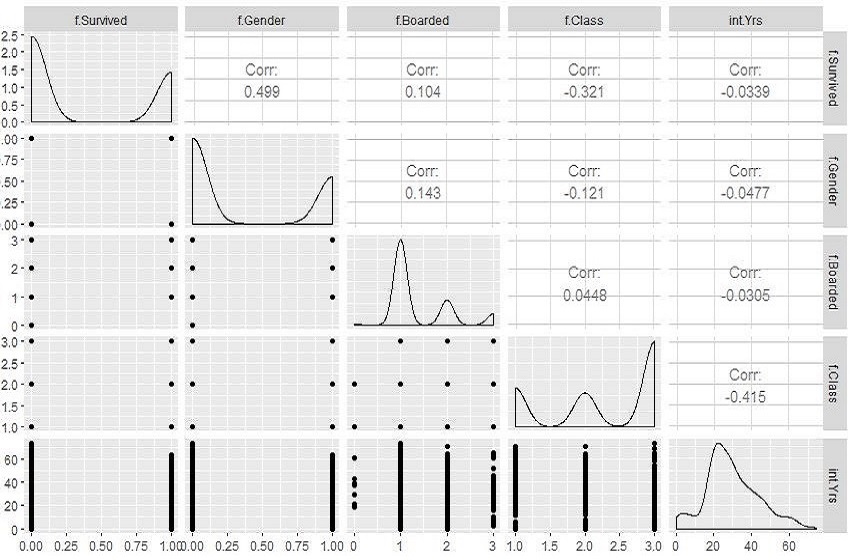 f.Survived f.Gender f.Boarded f.Class int.Yrs
2.5
2.0
1.5
1.0
0.5
0.0
Corr:
0.499
Corr:
0.104
Corr:
-0.321
Corr:
-0.0339
f.Survived
.00
.75
.50
.25
.00
Corr:
0.143
Corr:
-0.121
Corr:
-0.0477
f.Gender
3
2
1
0
Corr:
0.0448
Corr:
-0.0305
f.Boarded
3.0
2.5
2.0
1.5
1.0
Corr:
-0.415
f.Class
60
40
20
0
int.Yrs
0.00 0.25 0.50 0.75 1.00 0.00 0.25 0.50 0.75 1.00 0 1 2 3 1.0 1.5 2.0 2.5 3.0 0 20 40 60